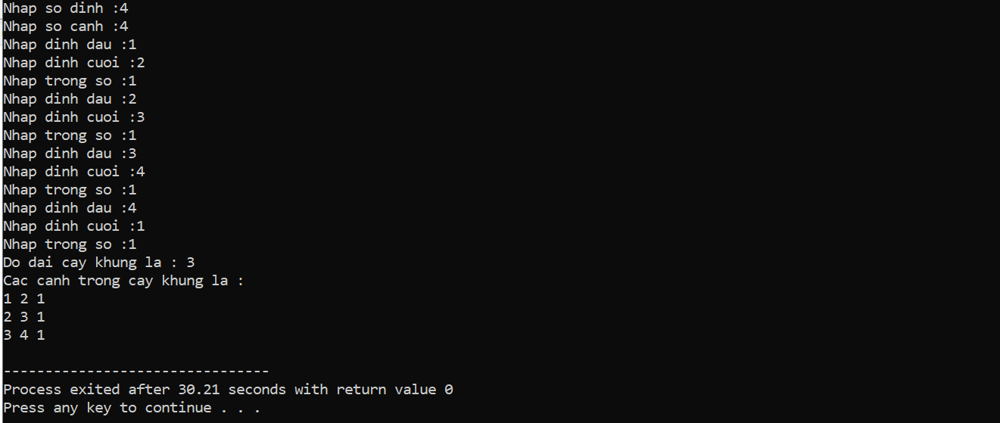 Nhap so dinh :4
Nhap so canh :4
Nhap dinh dau :1
Nhap dinh cuoi :2
Nhap trong so :1
Nhap dinh dau :2
Nhap dinh cuoi :3
Nhap trong so :1
Nhap dinh dau :3
Nhap dinh cuoi :4
Nhap trong so :1
Nhap dinh dau :4
Nhap dinh cuoi :1
Nhap trong so :1
Do dai cay khung la : 3
Cac canh trong cay khung la :
1 2 1
2 3 1
3 4 1
--------------------------------
Process exited after 30.21 seconds with return value 0
Press any key to continue . . .